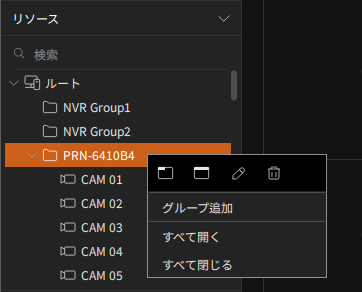 リソース
検索
ルート
NVR Group1
NVR Group2
PRN-6410B4
CAM 01
CAM 02
CAM 03
CAM 04
CAM 05
グループ追加
すべて開く
すべて閉じる